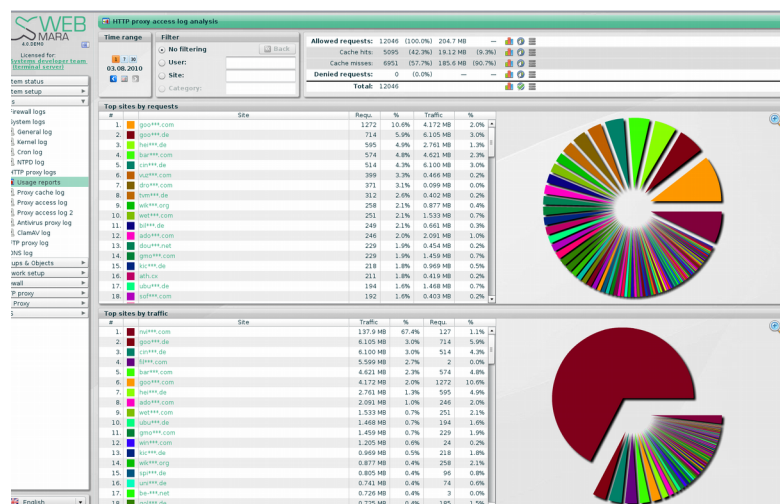 WEB
MARA
4.0.DEMO
Licensed for:
systems developer team
(terminal server)
tem status
tem setup
s
Firewall logs
ystem logs
General log
Kernel log
Cron log
NTPD log
HTTP proxy logs
Usage reports
Proxy cache log
Proxy access log
Proxy access log 2
Antivirus proxy log
ClamAV log
TP proxy log
DNS log
ups & Objects
work setup
wall
TP proxy
Proxy
S
English
HTTP proxy access log analysis
Time range
1 7 30
03.08.2010
Filter
No filtering
Back
User:
Site:
Category:
Allowed requests: 12046 (100.0%) 204.7 MB —
Cache hits: 5095 (42.3%) 19.12 MB (9.3%)
Cache misses: 6951 (57.7%) 185.6 MB (90.7%)
Denied requests: 0 (0.0%) — —
Total: 12046
Top sites by requests
# Site Requ. % Traffic %
1. goo***.com 1272 10.6% 4.172 MB 2.0%
2. goo***.de 714 5.9% 6.105 MB 3.0%
3. hei***.de 595 4.9% 2.761 MB 1.3%
4. bar***.com 574 4.8% 4.621 MB 2.3%
5. cin***.de 514 4.3% 6.100 MB 3.0%
6. vuz***.com 399 3.3% 0.466 MB 0.2%
7. dro***.com 371 3.1% 0.099 MB 0.0%
8. lvm***.de 312 2.6% 0.402 MB 0.2%
9. wik***.org 258 2.1% 0.877 MB 0.4%
10. wet***.com 251 2.1% 1.533 MB 0.7%
11. bil***.de 249 2.1% 0.661 MB 0.3%
12. ado***.com 246 2.0% 2.091 MB 1.0%
13. dou***.net 229 1.9% 0.454 MB 0.2%
14. gmo***.com 229 1.9% 1.459 MB 0.7%
15. kic***.de 218 1.8% 0.969 MB 0.5%
16. ath.cx 211 1.8% 0.419 MB 0.2%
17. ubu***.de 194 1.6% 1.468 MB 0.7%
18. sof***.com 192 1.6% 0.403 MB 0.2%
Top sites by traffic
# Site Traffic % Requ. %
1. nvi***.com 137.9 MB 67.4% 127 1.1%
2. goo***.de 6.105 MB 3.0% 714 5.9%
3. cin***.de 6.100 MB 3.0% 514 4.3%
4. fil***.com 5.599 MB 2.7% 2 0.0%
5. bar***.com 4.621 MB 2.3% 574 4.8%
6. goo***.com 4.172 MB 2.0% 1272 10.6%
7. hei***.de 2.761 MB 1.3% 595 4.9%
8. ado***.com 2.091 MB 1.0% 246 2.0%
9. wet***.com 1.533 MB 0.7% 251 2.1%
10. ubu***.de 1.468 MB 0.7% 194 1.6%
11. gmo***.com 1.459 MB 0.7% 229 1.9%
12. win***.com 1.205 MB 0.6% 24 0.2%
13. kic***.de 0.969 MB 0.5% 218 1.8%
14. wik***.org 0.877 MB 0.4% 258 2.1%
15. spi***.de 0.805 MB 0.4% 96 0.8%
16. uni***.de 0.741 MB 0.4% 74 0.6%
17. be-***.net 0.726 MB 0.4% 3 0.0%
18. 0.725 MB 0.4% 185 1.5%